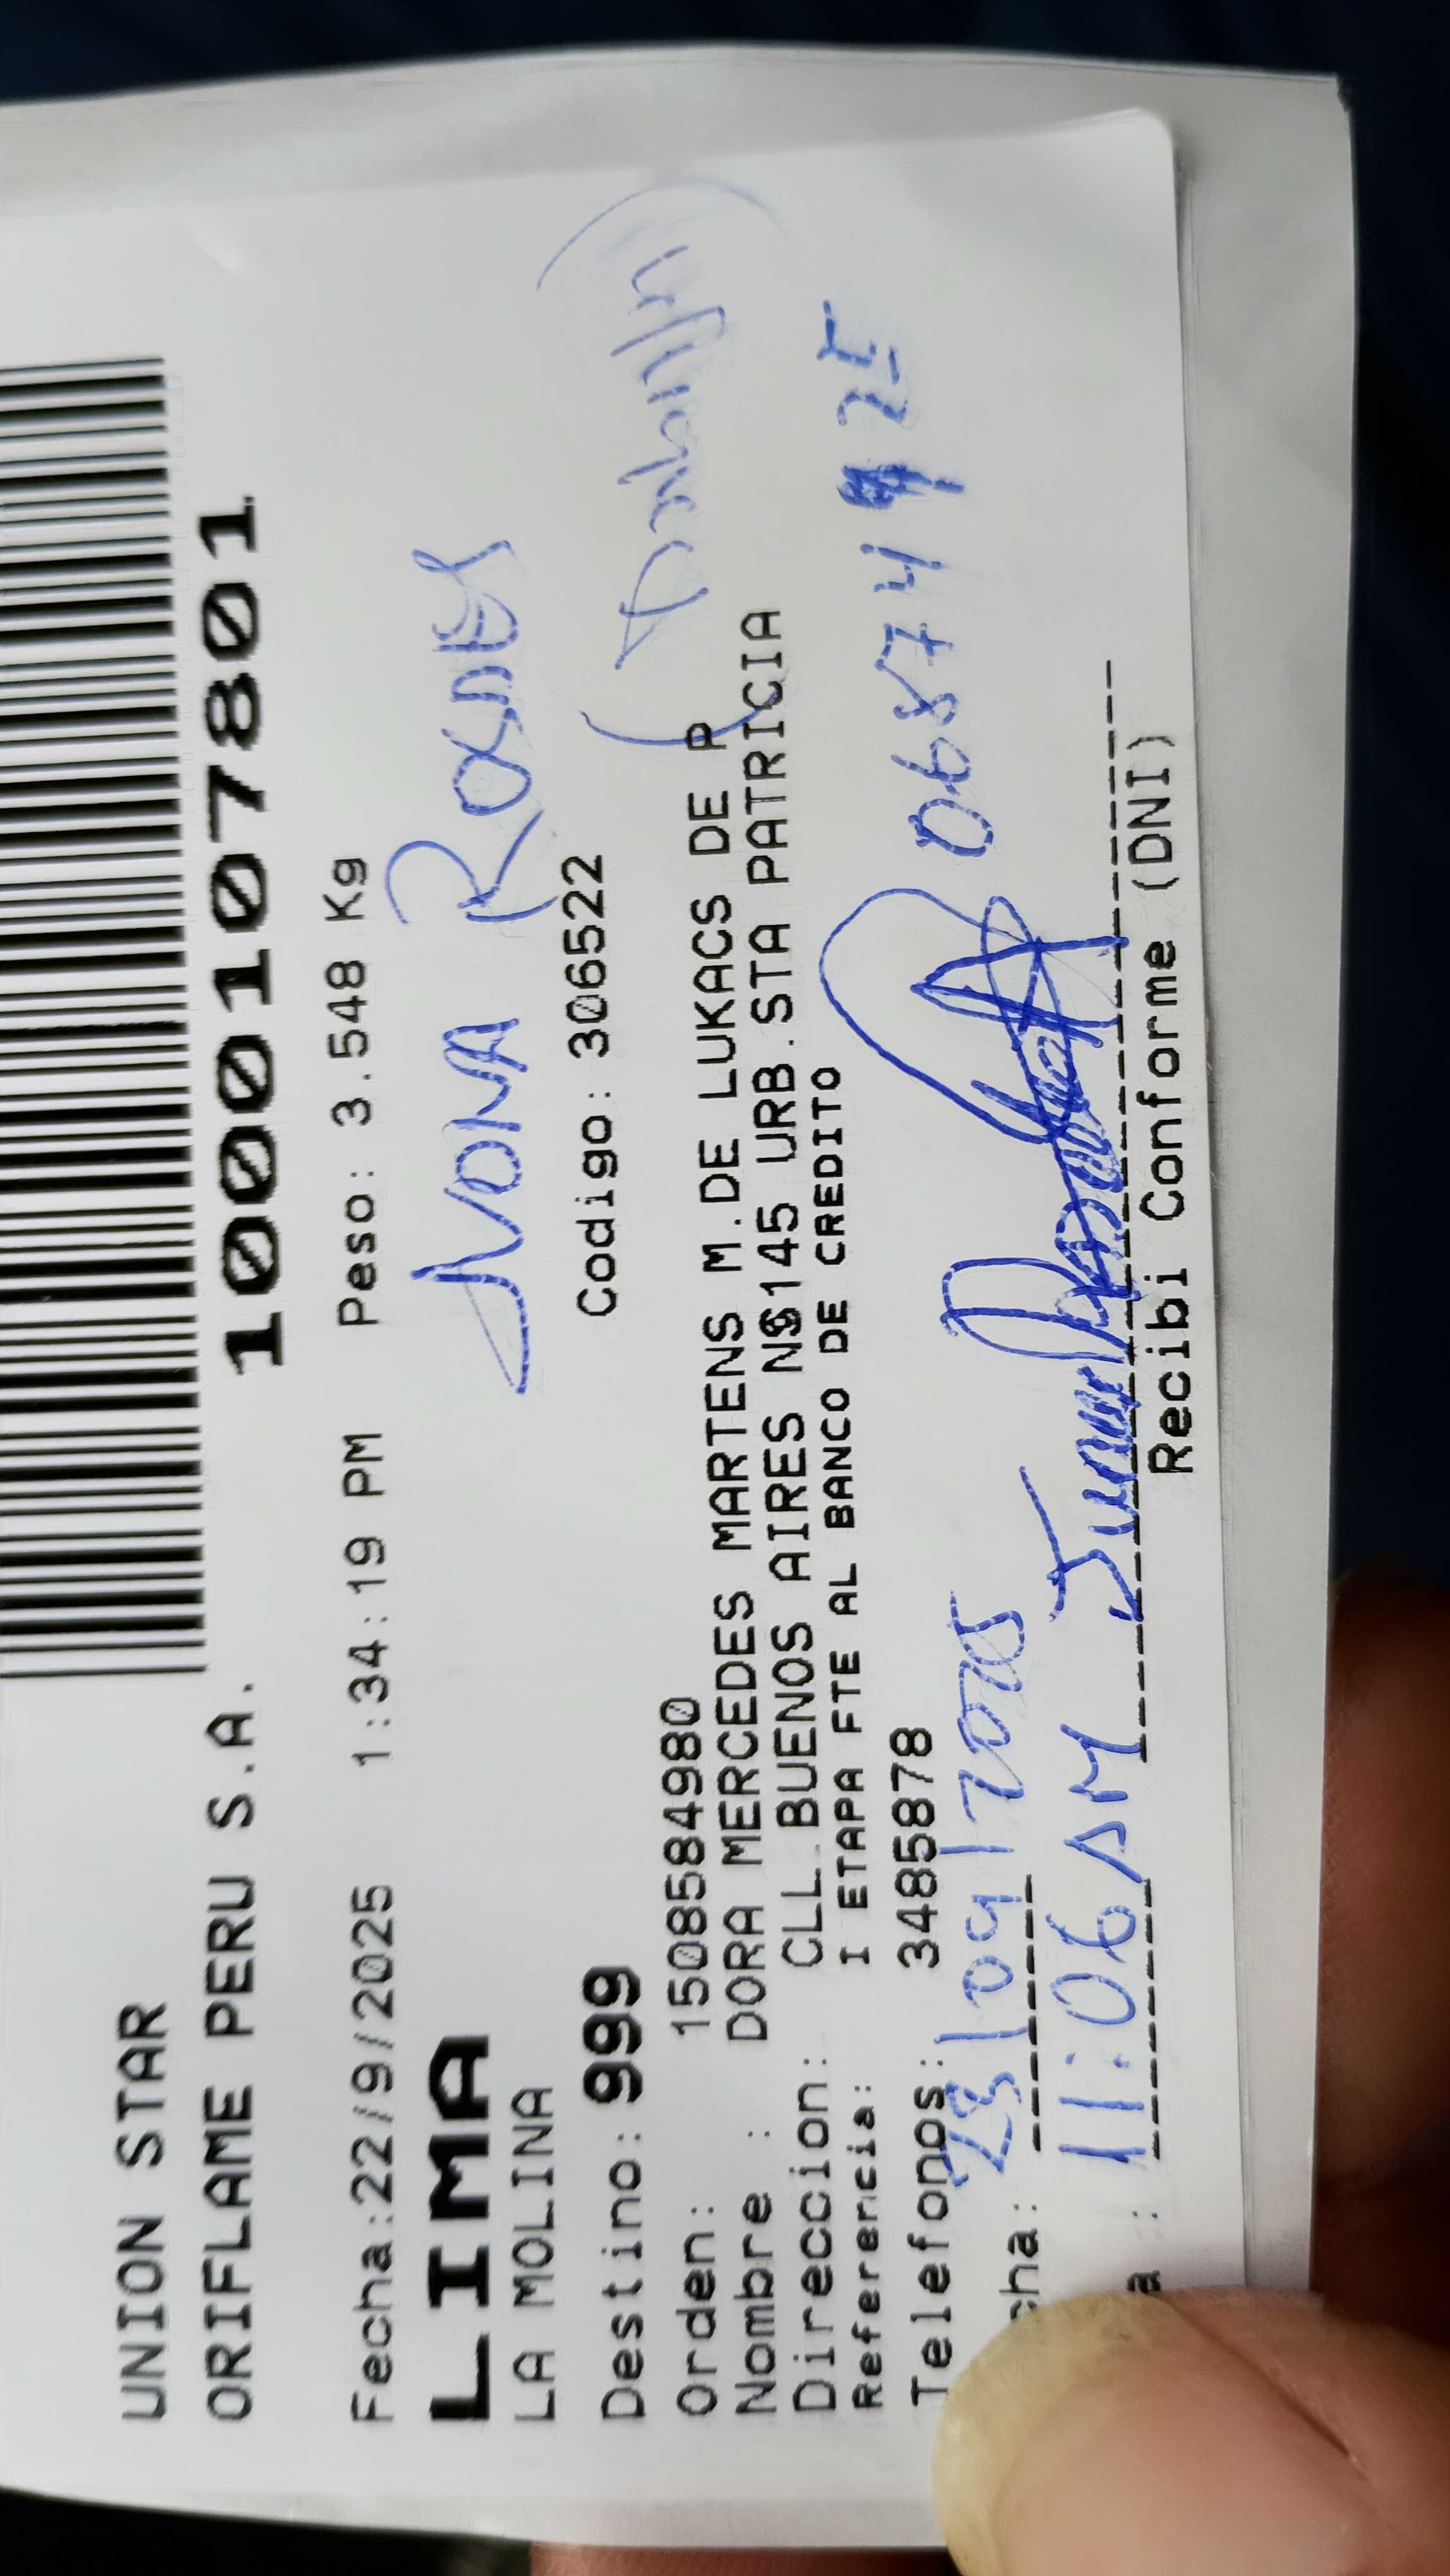 UNION STAR
ORIFLAME PERU S.A. 1000107801
Fecha:22/9/2025 1:34:19 PM Peso: 3.548 Kg
LIMA
LA MOLINA
Destino: 999 Codigo: 306522
Orden: 1508584980
Nombre : DORA MERCEDES MARTENS M.DE LUKACS DE P
Direccion: CLL.BUENOS AIRES N§145 URB.STA PATRICIA
Referencia: I ETAPA FTE AL BANCO DE CREDITO
Telefonos: 3485878
cha: 23/09/2025
a : 11:06 AM
Recibi Conforme (DNI)